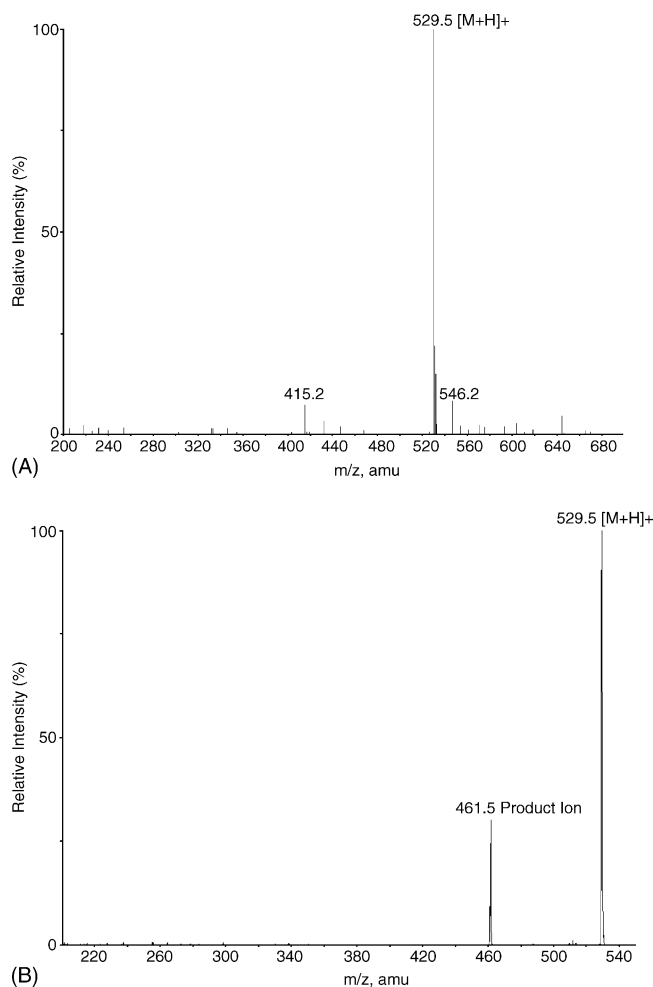 529.5 [M+H]+
100
50
0
Relative Intensity (%)
415.2
546.2
200 240 280 320 360 400 440 480 520 560 600 640 680
m/z, amu
(A)
529.5 [M+H]+
100
50
0
Relative Intensity (%)
461.5 Product Ion
220 260 300 340 380 420 460 500 540
m/z, amu
(B)